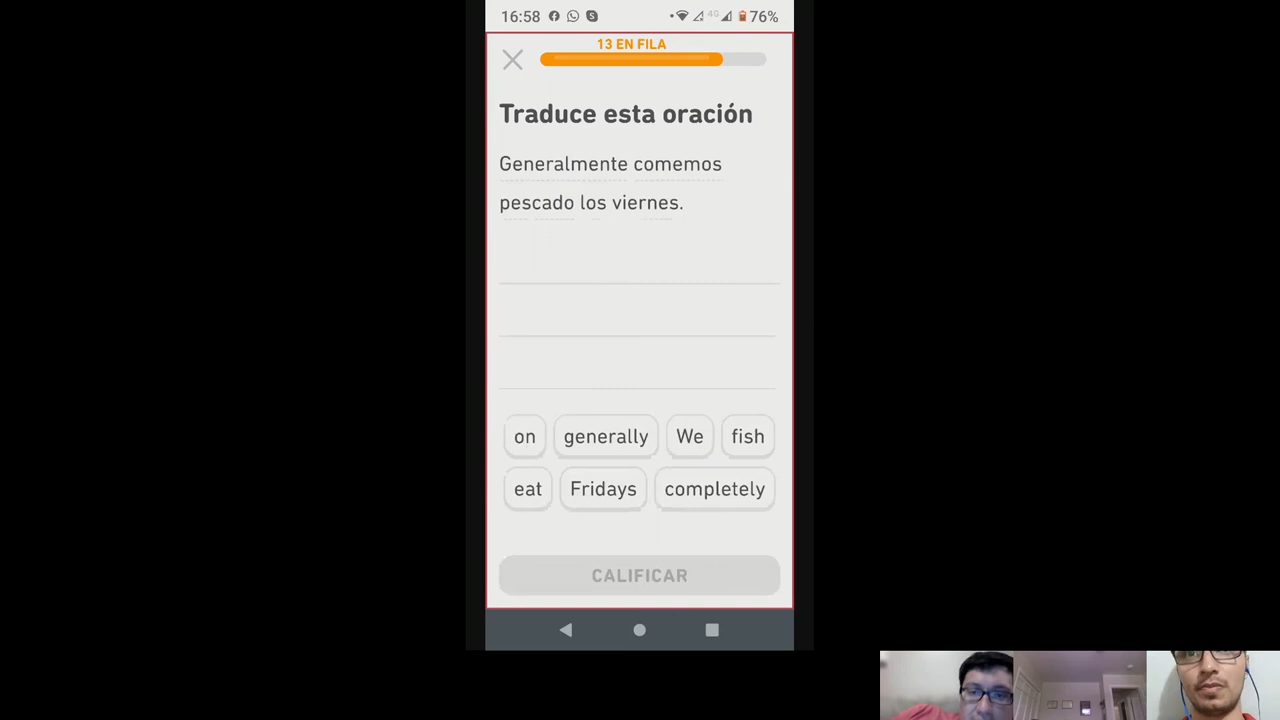 16:58 4G 76%
13 EN FILA
Traduce esta oración
Generalmente comemos
pescado los viernes.
on generally We fish
eat Fridays completely
CALIFICAR